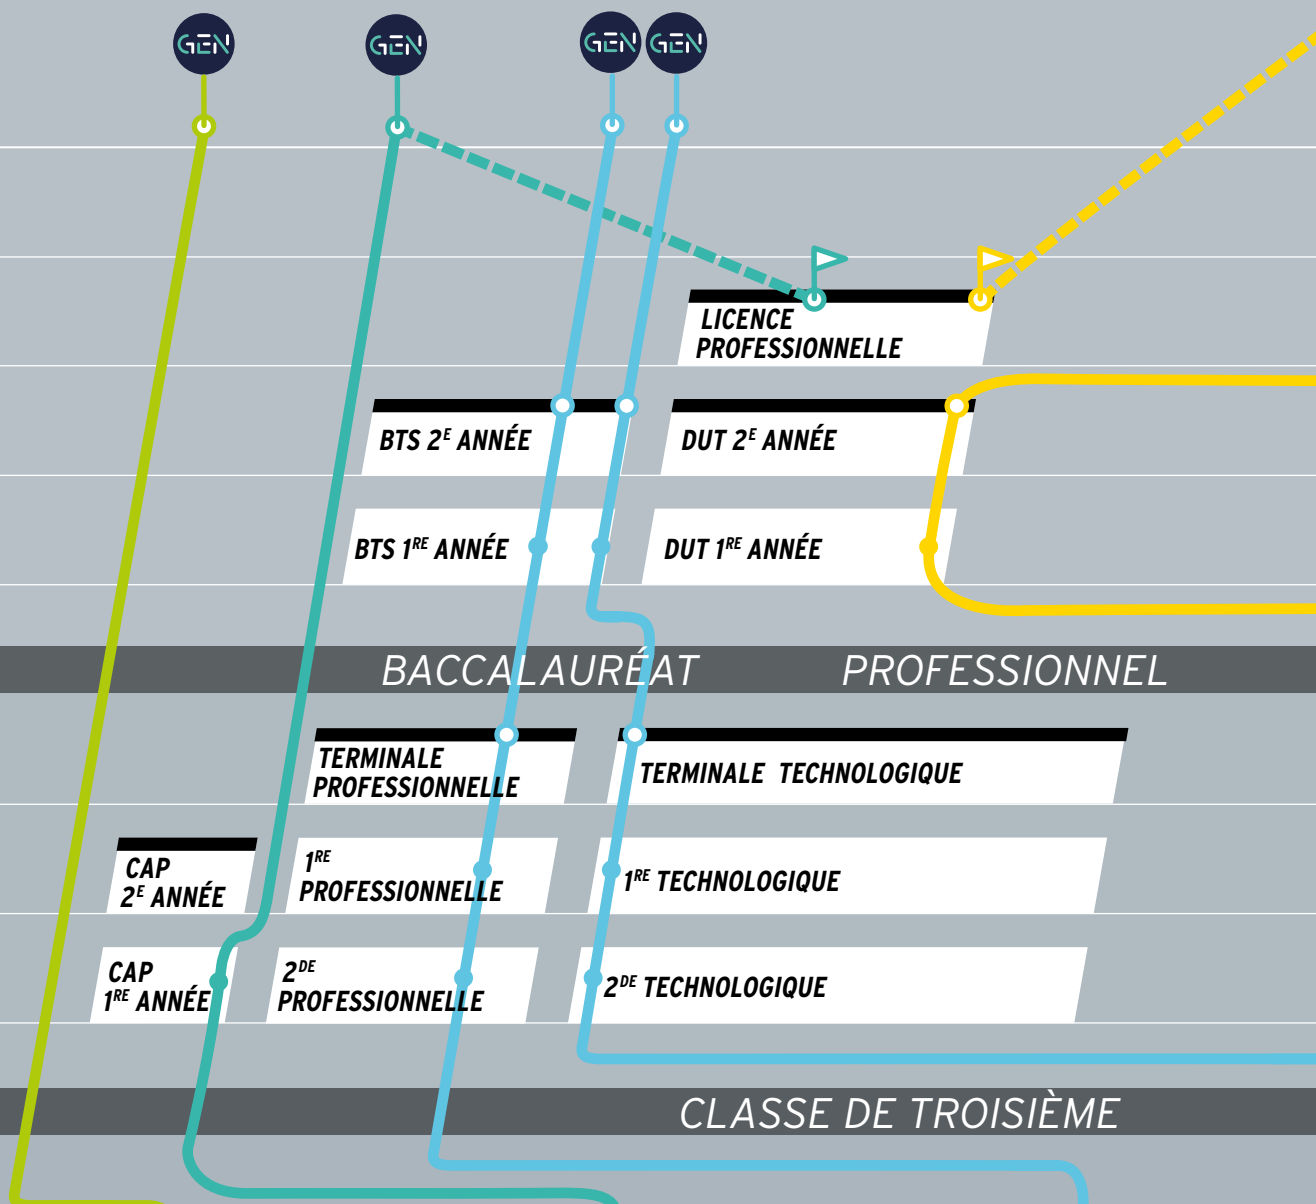 GEN
GEN
GEN
GEN
LICENCE
PROFESSIONNELLE
BTS 2E ANNÉE
DUT 2E ANNÉE
BTS 1RE ANNÉE
DUT 1RE ANNÉE
BACCALAURÉAT PROFESSIONNEL
TERMINALE
PROFESSIONNELLE
TERMINALE TECHNOLOGIQUE
CAP
2E ANNÉE
1RE
PROFESSIONNELLE
1RE TECHNOLOGIQUE
CAP
1RE ANNÉE
2DE
PROFESSIONNELLE
2DE TECHNOLOGIQUE
CLASSE DE TROISIÈME